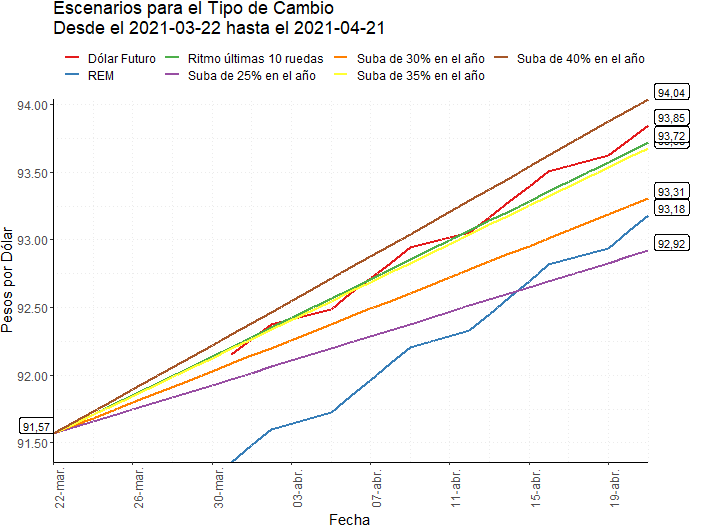 Escenarios para el Tipo de Cambio
Desde el 2021-03-22 hasta el 2021-04-21
Dólar Futuro
Ritmo últimas 10 ruedas
Suba de 30% en el año
Suba de 40% en el año
REM
Suba de 25% en el año
Suba de 35% en el año
94,04
93,85
93,72
93,31
93,18
92,92
91,57
94.00
93.50
93.00
92.50
92.00
91.50
Pesos por Dólar
22-mar.
26-mar.
30-mar.
03-abr.
07-abr.
11-abr.
15-abr.
19-abr.
Fecha